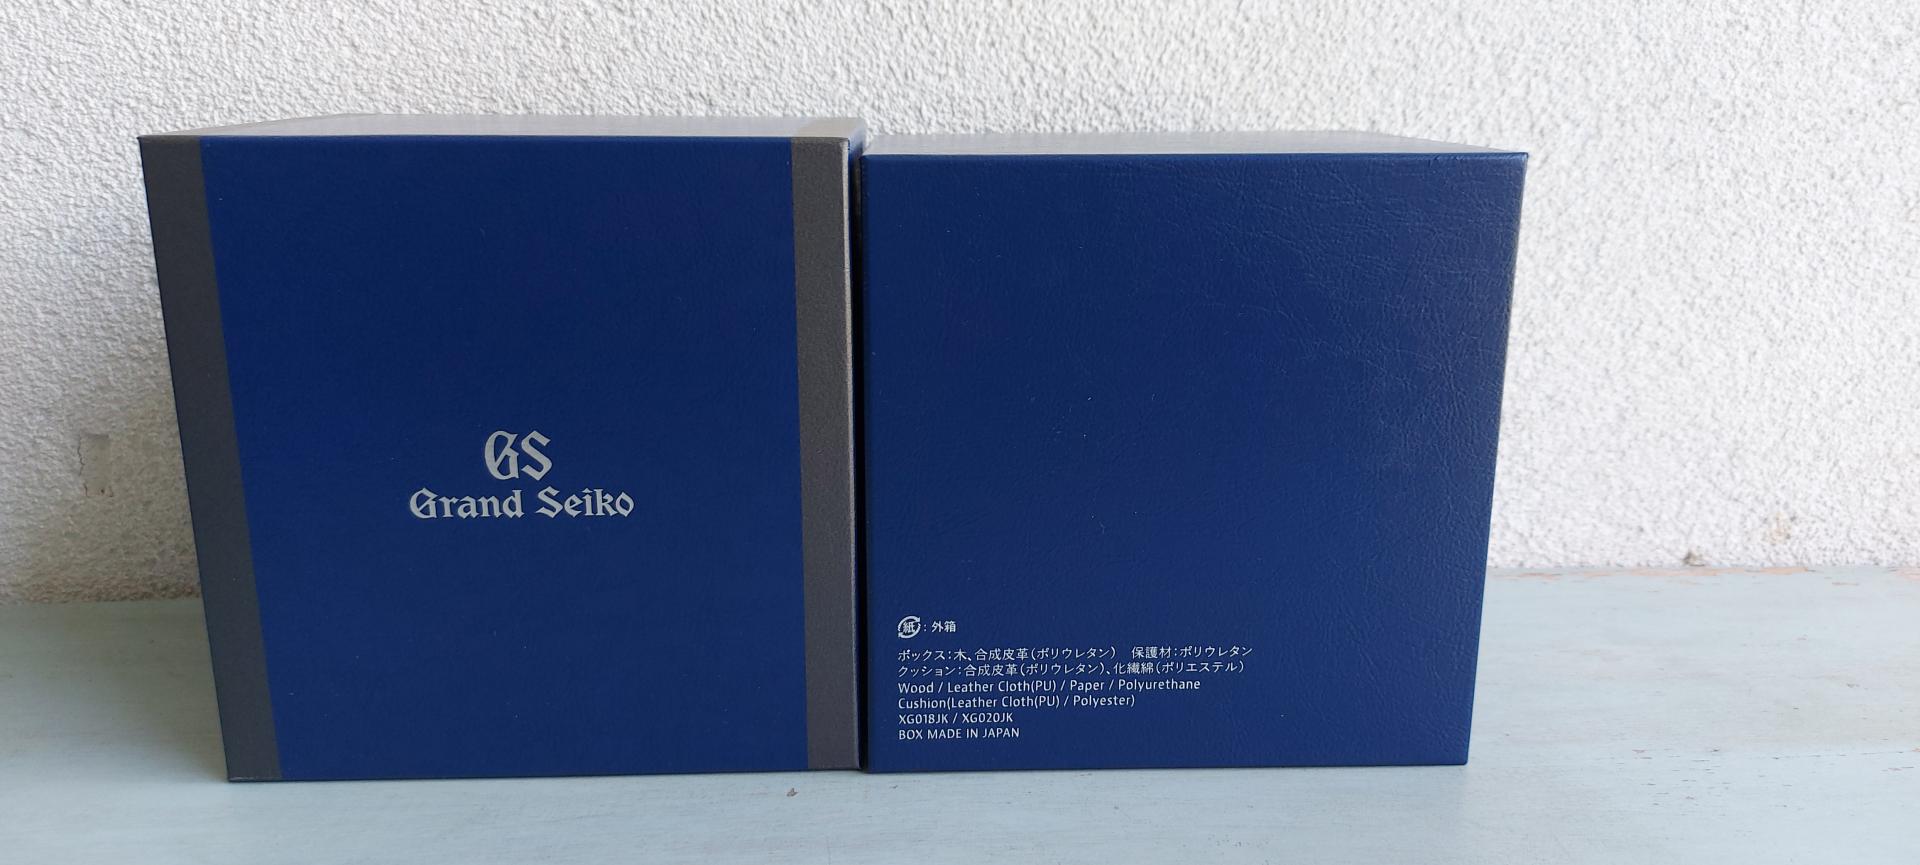 GS
Grand Seiko
紙 : 外箱
ボックス:木、合成皮革(ポリウレタン) 保護材:ポリウレタン
クッション:合成皮革(ポリウレタン)、化繊綿(ポリエステル)
Wood / Leather Cloth(PU) / Paper / Polyurethane
Cushion(Leather Cloth(PU) / Polyester)
XG018JK / XG020JK
BOX MADE IN JAPAN